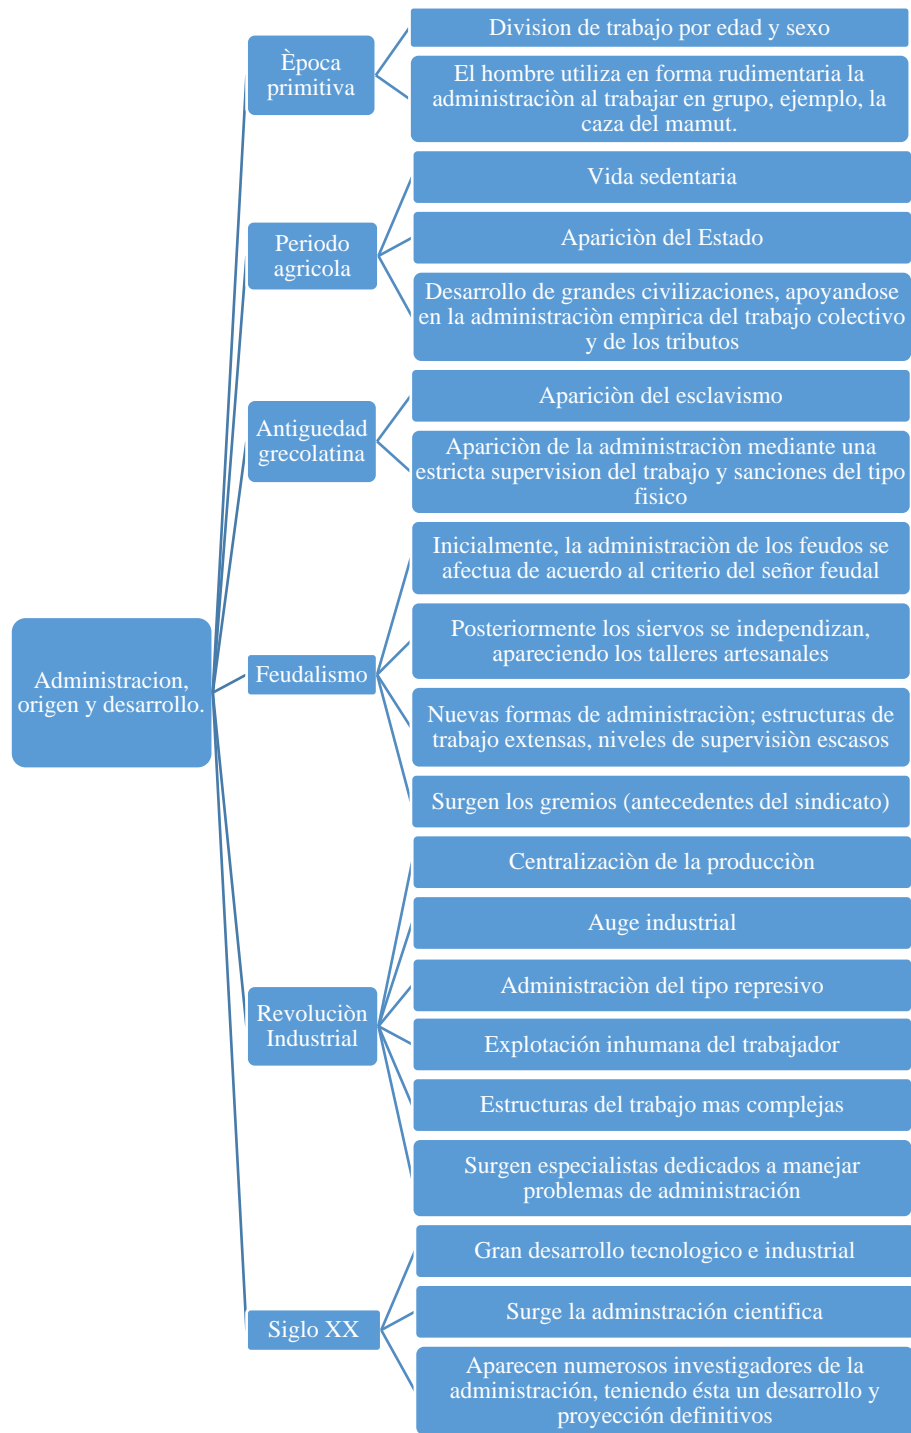 Administracion,
origen y desarrollo.
Època
primitiva
Division de trabajo por edad y sexo
El hombre utiliza en forma rudimentaria la
administraciòn al trabajar en grupo, ejemplo, la
caza del mamut.
Periodo
agricola
Vida sedentaria
Apariciòn del Estado
Desarrollo de grandes civilizaciones, apoyandose
en la administraciòn empìrica del trabajo colectivo
y de los tributos
Antiguedad
grecolatina
Apariciòn del esclavismo
Apariciòn de la administraciòn mediante una
estricta supervision del trabajo y sanciones del tipo
fisico
Feudalismo
Inicialmente, la administraciòn de los feudos se
afectua de acuerdo al criterio del señor feudal
Posteriormente los siervos se independizan,
apareciendo los talleres artesanales
Nuevas formas de administraciòn; estructuras de
trabajo extensas, niveles de supervisiòn escasos
Surgen los gremios (antecedentes del sindicato)
Revoluciòn
Industrial
Centralizaciòn de la producciòn
Auge industrial
Administraciòn del tipo represivo
Explotación inhumana del trabajador
Estructuras del trabajo mas complejas
Surgen especialistas dedicados a manejar
problemas de administración
Siglo XX
Gran desarrollo tecnologico e industrial
Surge la adminstración cientifica
Aparecen numerosos investigadores de la
administración, teniendo ésta un desarrollo y
proyección definitivos